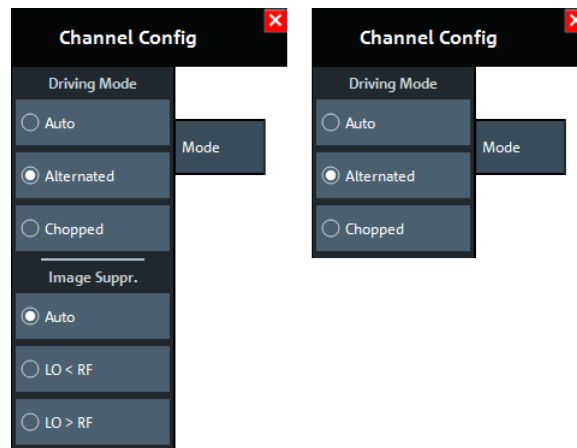 Channel Config
Driving Mode
Auto
Alternated
Chopped
Mode
Image Suppr.
Auto
LO < RF
LO > RF
Channel Config
Driving Mode
Auto
Alternated
Chopped
Mode